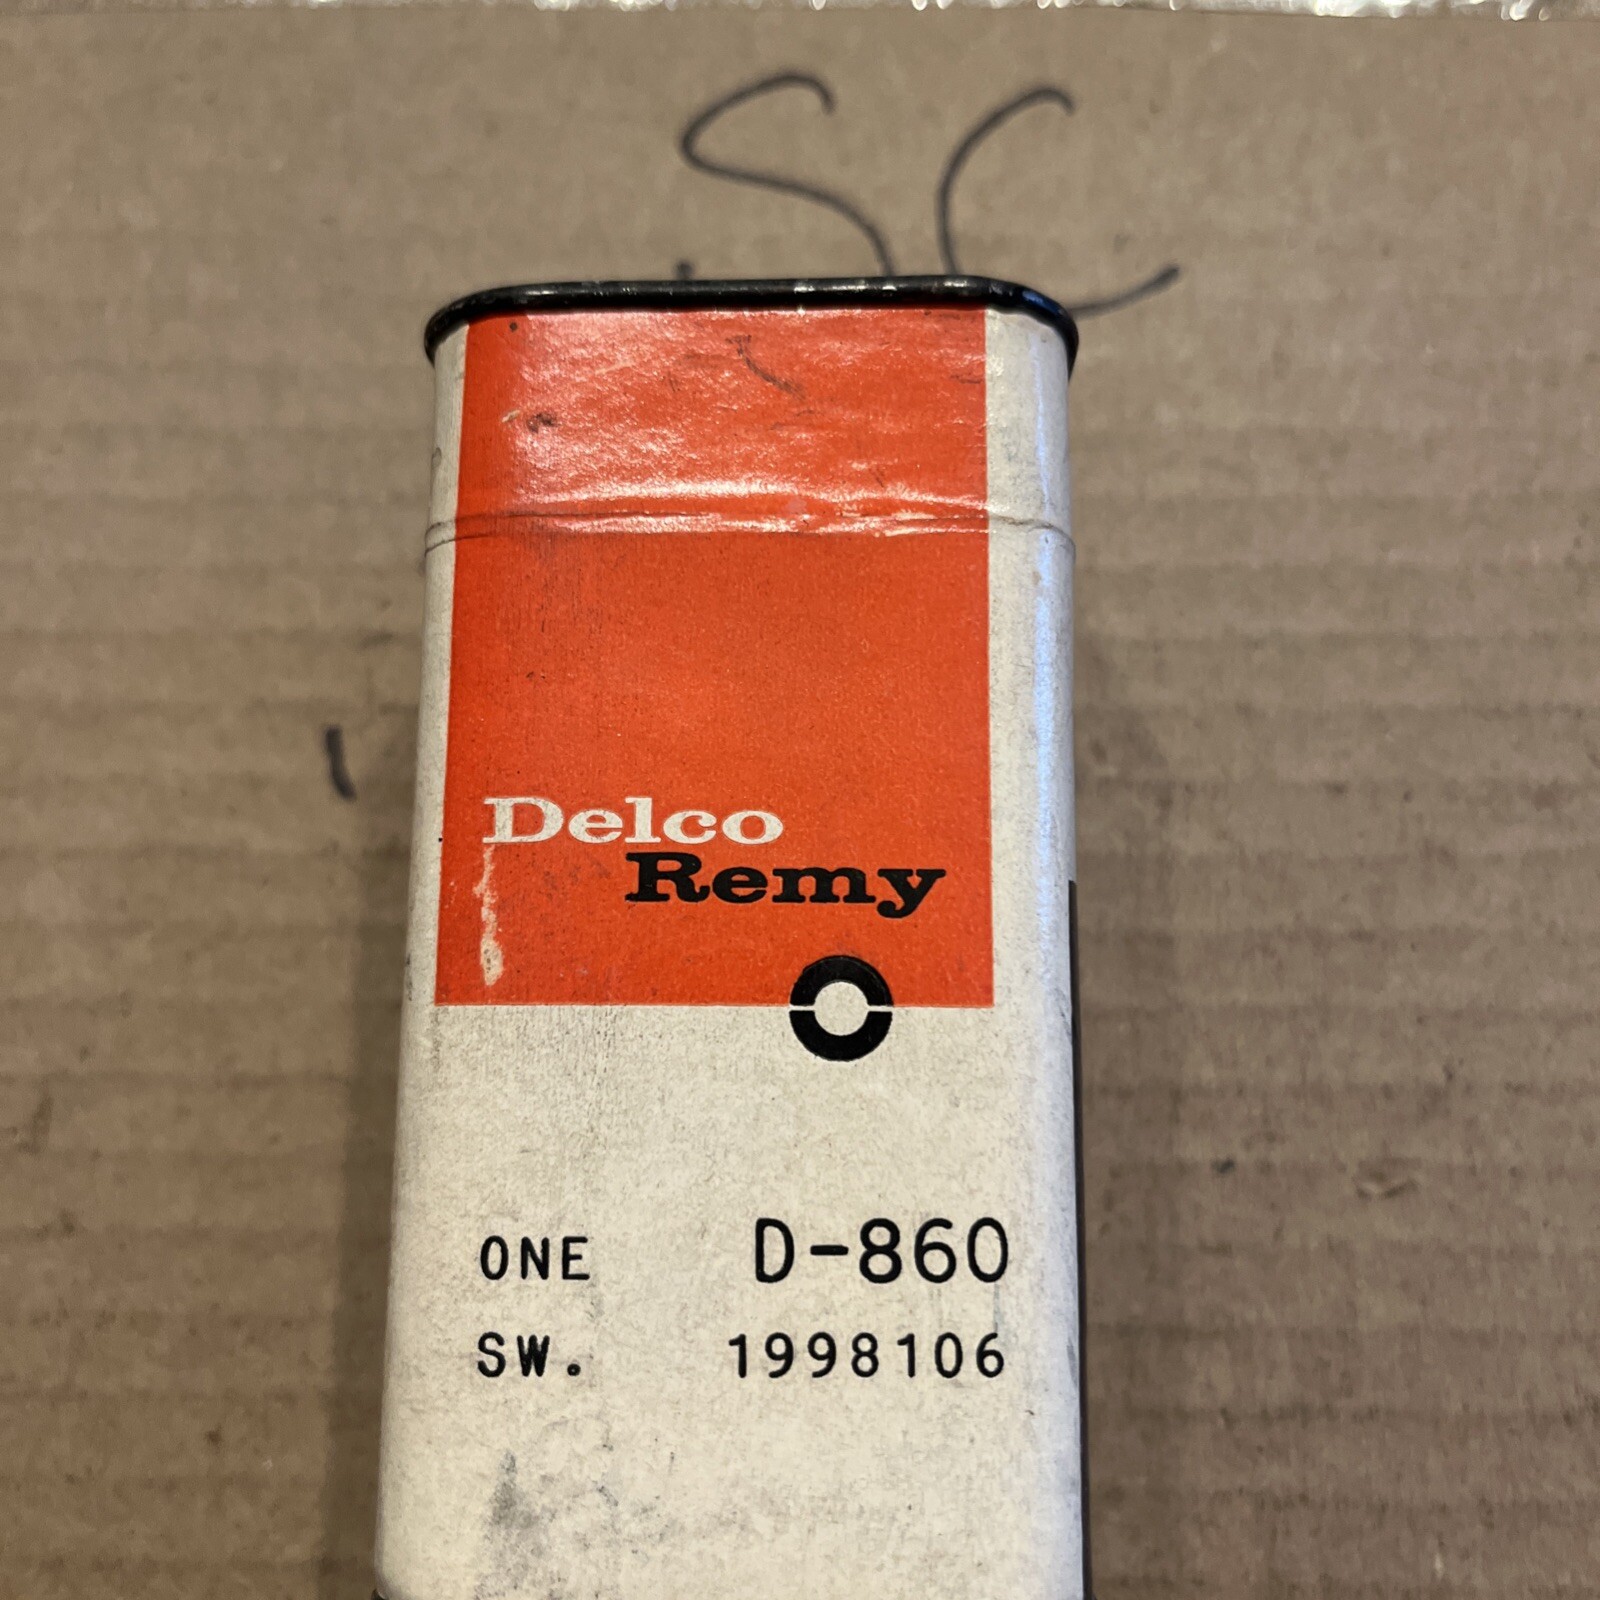 SC
Delco
Remy
ONE D-860
SW. 1998106